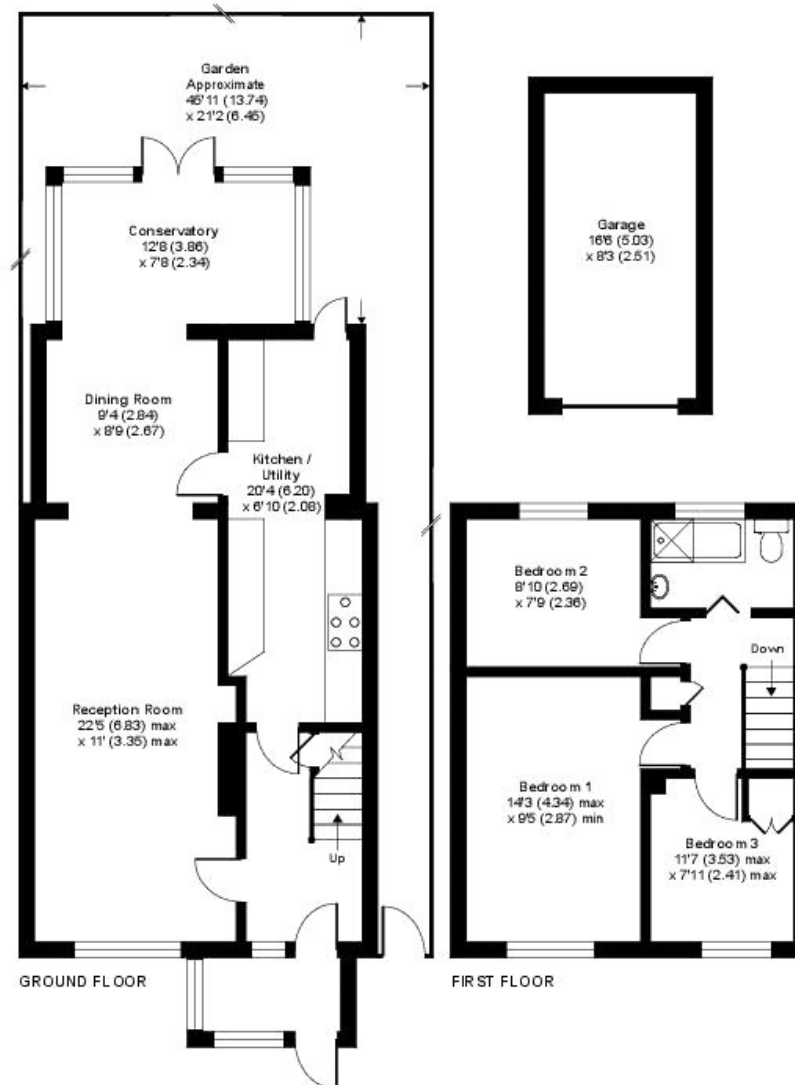 Garden
Approximate
45'11 (13.74)
x 21'2 (6.45)
Conservatory
12'8 (3.86)
x 7'8 (2.34)
Garage
16'6 (5.03)
x 8'3 (2.51)
Dining Room
9'4 (2.84)
x 8'9 (2.67)
Kitchen /
Utility
20'4 (6.20)
x 6'10 (2.08)
Reception Room
22'5 (6.83) max
x 11' (3.35) max
Up
GROUND FLOOR
Bedroom 2
8'10 (2.69)
x 7'9 (2.36)
Down
Bedroom 1
14'3 (4.34) max
x 9'5 (2.87) min
Bedroom 3
11'7 (3.53) max
x 7'11 (2.41) max
FIRST FLOOR